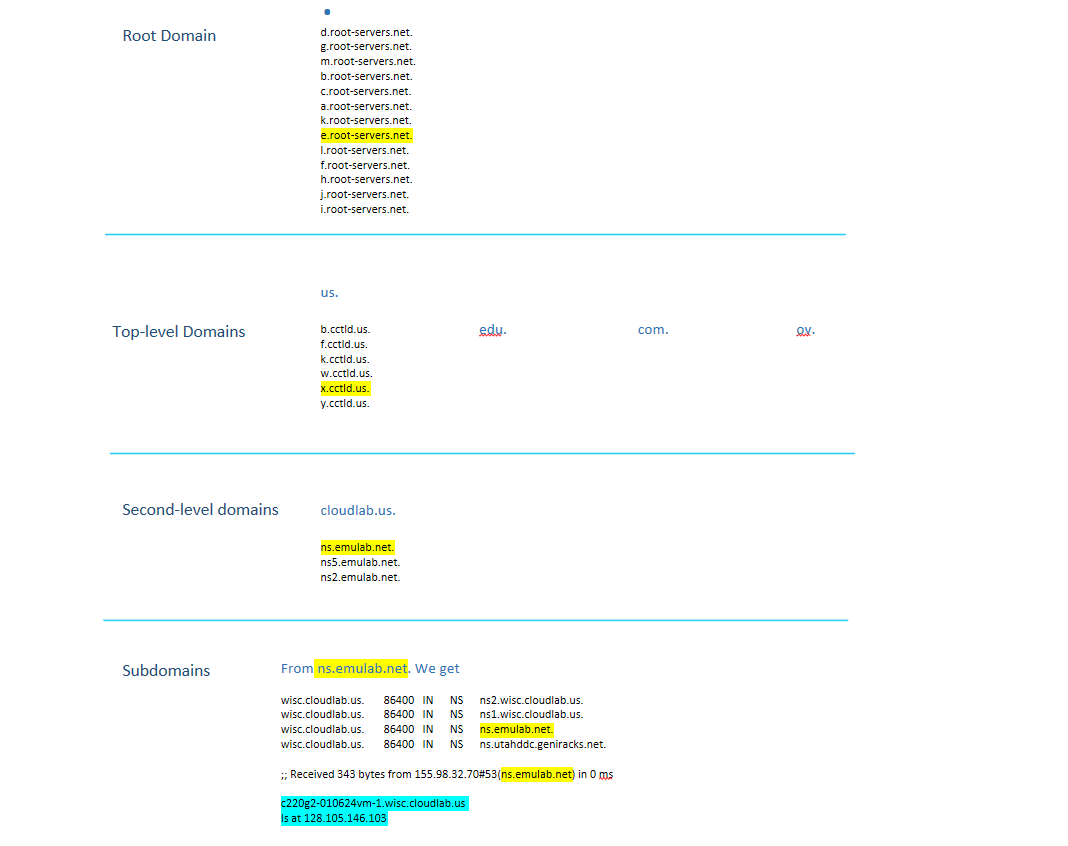 Root Domain
.
d.root-servers.net.
g.root-servers.net.
m.root-servers.net.
b.root-servers.net.
c.root-servers.net.
a.root-servers.net.
k.root-servers.net.
e.root-servers.net.
l.root-servers.net.
f.root-servers.net.
h.root-servers.net.
j.root-servers.net.
i.root-servers.net.
us.
Top-level Domains
b.cctld.us.
f.cctld.us.
k.cctld.us.
w.cctld.us.
x.cctld.us.
y.cctld.us.
edu.
com.
ov.
Second-level domains
cloudlab.us.
ns.emulab.net.
ns5.emulab.net.
ns2.emulab.net.
Subdomains
From ns.emulab.net. We get
wisc.cloudlab.us. 86400 IN NS ns2.wisc.cloudlab.us.
wisc.cloudlab.us. 86400 IN NS ns1.wisc.cloudlab.us.
wisc.cloudlab.us. 86400 IN NS ns.emulab.net.
wisc.cloudlab.us. 86400 IN NS ns.utahddc.geniracks.net.
;; Received 343 bytes from 155.98.32.70#53(ns.emulab.net) in 0 ms
c220g2-010624vm-1.wisc.cloudlab.us
Is at 128.105.146.103